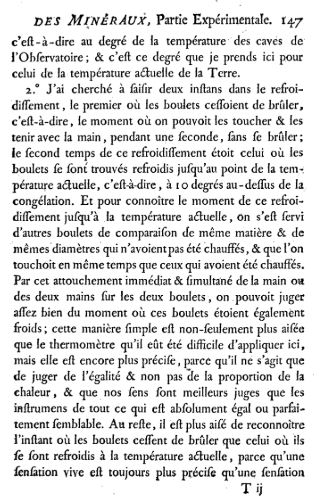 DES MINÉRAUX, Partie Expérimentale. 147
c'eſt-à-dire au degré de la température des caves de
l'Obſervatoire ; & c'eſt ce degré que je prends ici pour
celui de la température actuelle de la Terre.
2.° J'ai cherché à ſaiſir deux inſtans dans le refroi-
diſſement, le premier où les boulets ceſſoient de brûler,
c'eſt-à-dire, le moment où on pouvoit les toucher & les
tenir avec la main, pendant une ſeconde, ſans ſe brûler ;
le ſecond temps de ce refroidiſſement étoit celui où les
boulets ſe ſont trouvés refroidis juſqu'au point de la tem-
pérature actuelle, c'eſt-à-dire, à 10 degrés au-deſſus de la
congélation. Et pour connoître le moment de ce refroi-
diſſement juſqu'à la température actuelle, on s'eſt ſervi
d'autres boulets de comparaiſon de même matière & de
mêmes diamètres qui n'avoient pas été chauffés, & que l'on
touchoit en même temps que ceux qui avoient été chauffés.
Par cet attouchement immédiat & ſimultané de la main ou
des deux mains ſur les deux boulets, on pouvoit juger
aſſez bien du moment où ces boulets étoient également
froids ; cette manière ſimple eſt non-ſeulement plus aiſée
que le thermomètre qu'il eût été difficile d'appliquer ici,
mais elle eſt encore plus préciſe, parce qu'il ne s'agit que
de juger de l'égalité & non pas de la proportion de la
chaleur, & que nos ſens ſont meilleurs juges que les
inſtrumens de tout ce qui eſt abſolument égal ou parfai-
tement ſemblable. Au reſte, il eſt plus aiſé de reconnoître
l'inſtant où les boulets ceſſent de brûler que celui où ils
ſe ſont refroidis à la température actuelle, parce qu'une
ſenſation vive eſt toujours plus préciſe qu'une ſenſation
T ij